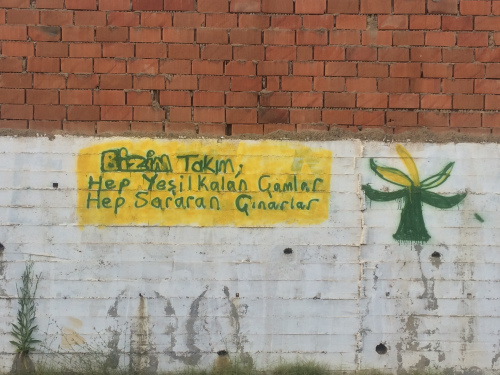 Bizim Takım;
Hep Yeşil Kalan Çamlar
Hep Sararan Çınarlar